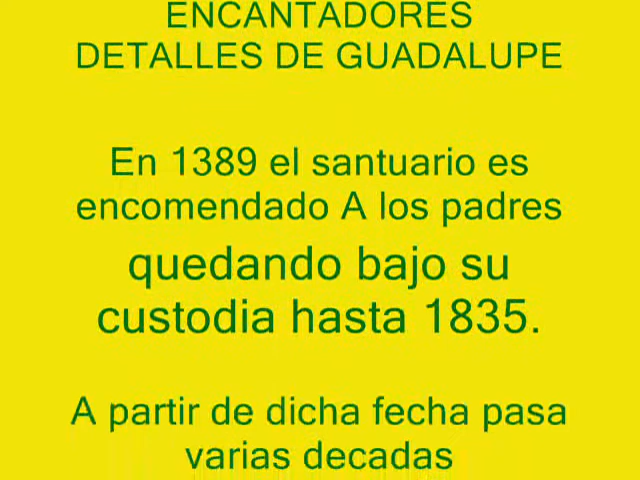 ENCANTADORES
DETALLES DE GUADALUPE
En 1389 el santuario es
encomendado A los padres
quedando bajo su
custodia hasta 1835.
A partir de dicha fecha pasa
varias decadas